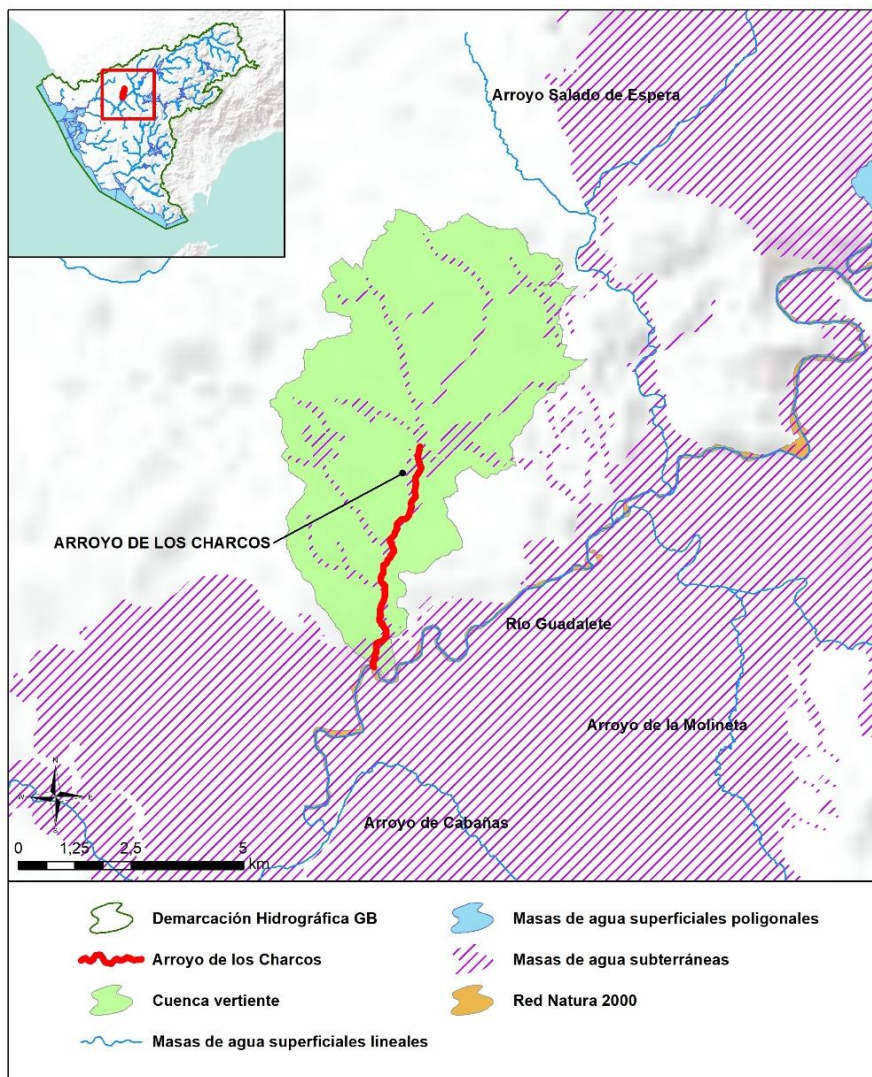 Arroyo Salado de Espera
ARROYO DE LOS CHARCOS
Río Guadalete
Arroyo de la Molineta
Arroyo de Cabañas
N
W
E
S
0 1,25 2,5 5
km
Demarcación Hidrográfica GB
Arroyo de los Charcos
Cuenca vertiente
Masas de agua superficiales lineales
Masas de agua superficiales poligonales
Masas de agua subterráneas
Red Natura 2000